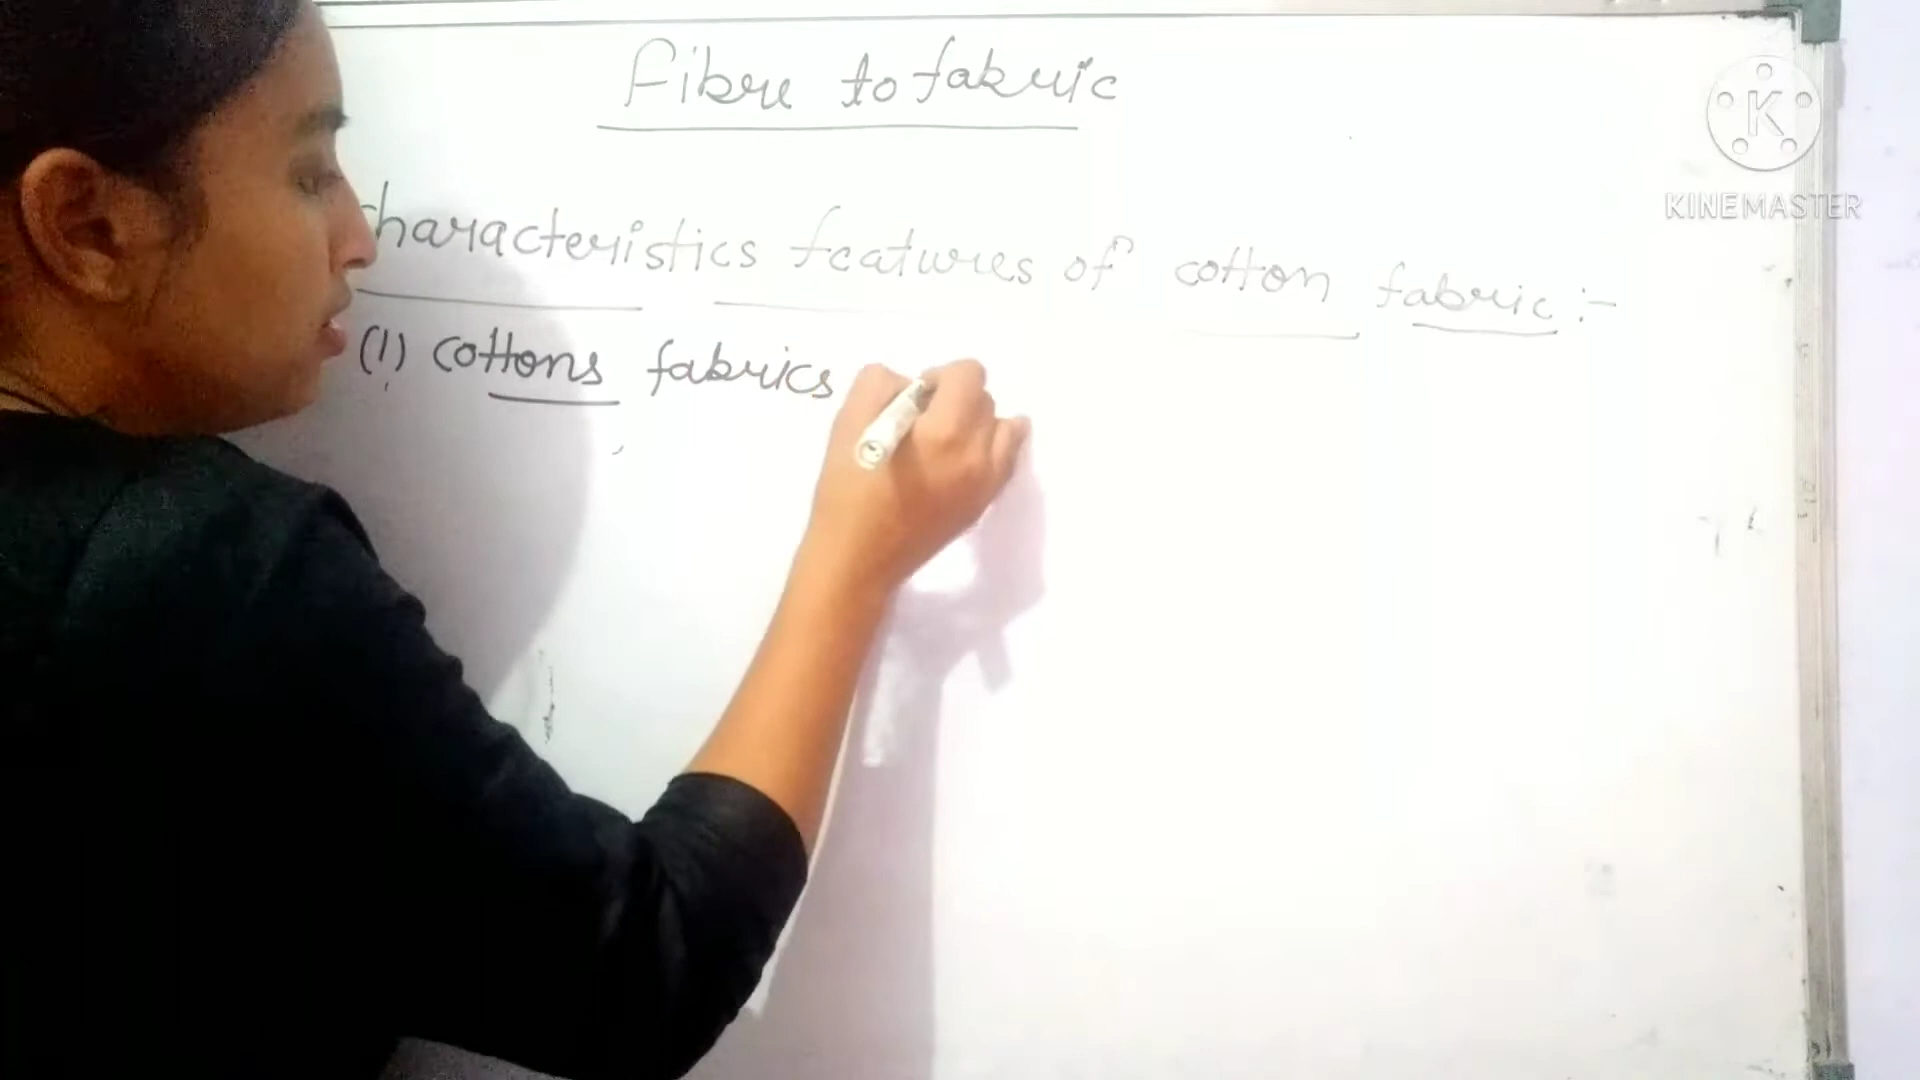 Fibre to fabric
characteristics features of cotton fabric :-
(1) cottons fabrics
K
KINEMASTER